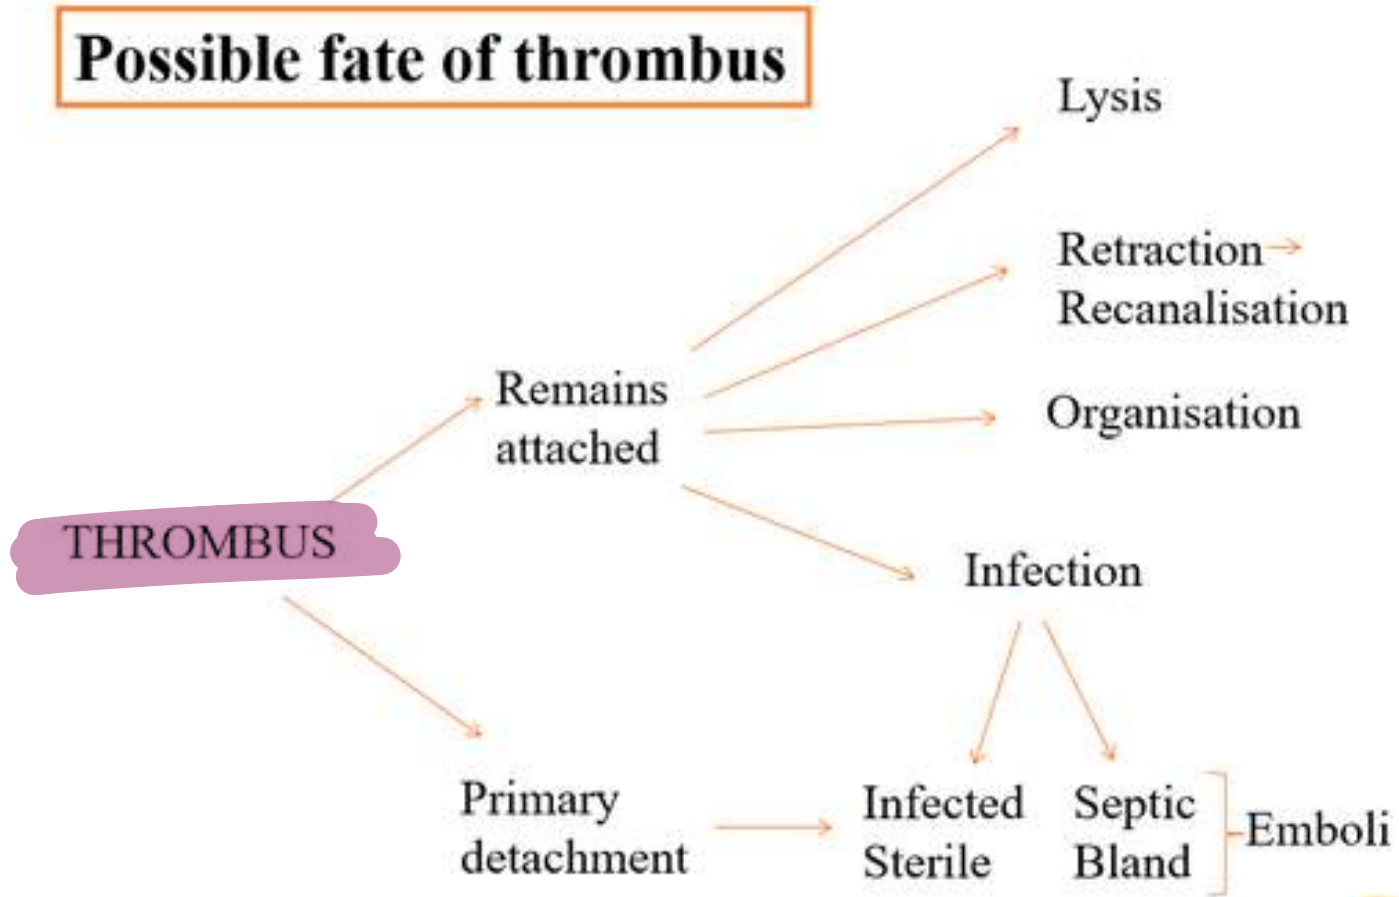 Possible fate of thrombus
Lysis
Retraction→
Recanalisation
Remains
attached
Organisation
THROMBUS
Infection
Primary
detachment
Infected
Sterile
Septic
Bland
Emboli